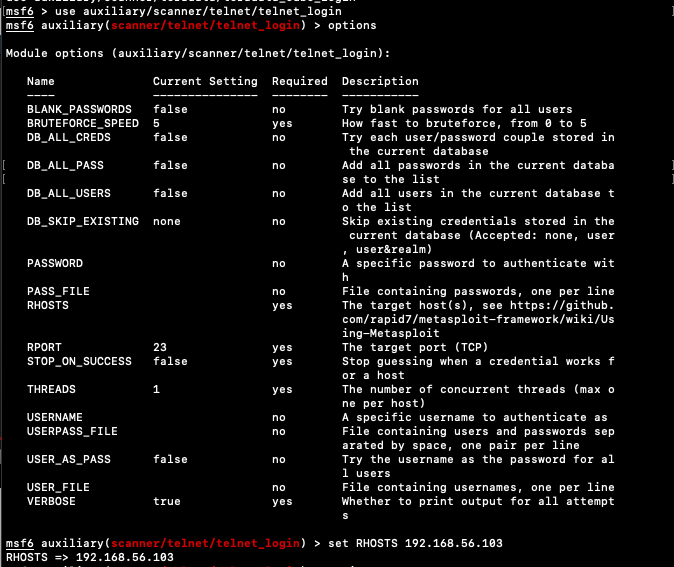 msf6 > use auxiliary/scanner/telnet/telnet_login
msf6 auxiliary(scanner/telnet/telnet_login) > options
Module options (auxiliary/scanner/telnet/telnet_login):
Name Current Setting Required Description
---- --------------- -------- -----------
BLANK_PASSWORDS false no Try blank passwords for all users
BRUTEFORCE_SPEED 5 yes How fast to bruteforce, from 0 to 5
DB_ALL_CREDS false no Try each user/password couple stored in
the current database
DB_ALL_PASS false no Add all passwords in the current databa
se to the list
DB_ALL_USERS false no Add all users in the current database t
o the list
DB_SKIP_EXISTING none no Skip existing credentials stored in the
current database (Accepted: none, user
, user&realm)
PASSWORD no A specific password to authenticate wit
h
PASS_FILE no File containing passwords, one per line
RHOSTS yes The target host(s), see https://github.
com/rapid7/metasploit-framework/wiki/Us
ing-Metasploit
RPORT 23 yes The target port (TCP)
STOP_ON_SUCCESS false yes Stop guessing when a credential works f
or a host
THREADS 1 yes The number of concurrent threads (max o
ne per host)
USERNAME no A specific username to authenticate as
USERPASS_FILE no File containing users and passwords sep
arated by space, one pair per line
USER_AS_PASS false no Try the username as the password for al
l users
USER_FILE no File containing usernames, one per line
VERBOSE true yes Whether to print output for all attempt
s
msf6 auxiliary(scanner/telnet/telnet_login) > set RHOSTS 192.168.56.103
RHOSTS => 192.168.56.103